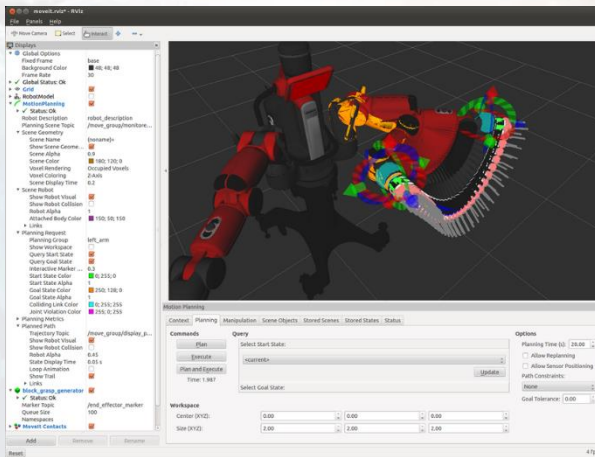 moveit.rviz* - RViz
File Panels Help
Move Camera Select Interact
Displays
Global Options
Fixed Frame base
Background Color 48; 48; 48
Frame Rate 30
Global Status: Ok
Grid
RobotModel
MotionPlanning
Status: Ok
Robot Description robot_description
Planning Scene Topic /move_group/monitore...
Scene Geometry
Scene Name (noname)+
Show Scene Geome...
Scene Alpha 0.9
Scene Color 180; 120; 0
Voxel Rendering Occupied Voxels
Voxel Coloring Z-Axis
Scene Display Time 0.2
Scene Robot
Show Robot Visual
Show Robot Collision
Robot Alpha 1
Attached Body Color 150; 50; 150
Links
Planning Request
Planning Group left_arm
Show Workspace
Query Start State
Query Goal State
Interactive Marker ... 0.3
Start State Color 0; 255; 0
Start State Alpha 1
Goal State Color 250; 128; 0
Goal State Alpha 1
Colliding Link Color 0; 255; 255
Joint Violation Color 255; 0; 255
Planning Metrics
Planned Path
Trajectory Topic /move_group/display_p...
Show Robot Visual
Show Robot Collision
Robot Alpha 0.45
State Display Time 0.05 s
Loop Animation
Show Trail
Links
block_grasp_generator
Status: Ok
Marker Topic /end_effector_marker
Queue Size 100
Namespaces
MoveIt Contacts
Add Remove Rename
Reset
Motion Planning
Context Planning Manipulation Scene Objects Stored Scenes Stored States Status
Commands Query Options
Plan Select Start State: Planning Time (s): 20.00
Execute <current> Allow Replanning
Plan and Execute Update Allow Sensor Positioning
Time: 1.987 Select Goal State: Path Constraints:
None
Workspace Goal Tolerance: 0.00
Center (XYZ): 0.00 0.00 0.00
Size (XYZ): 2.00 2.00 2.00